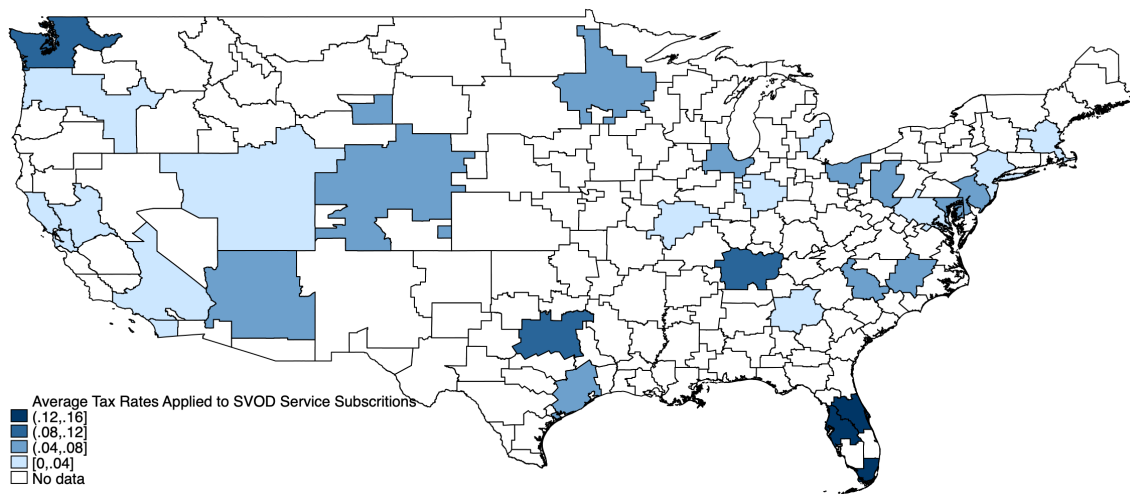 Average Tax Rates Applied to SVOD Service Subscritions
(.12,.16]
(.08,.12]
(.04,.08]
[0,.04]
No data